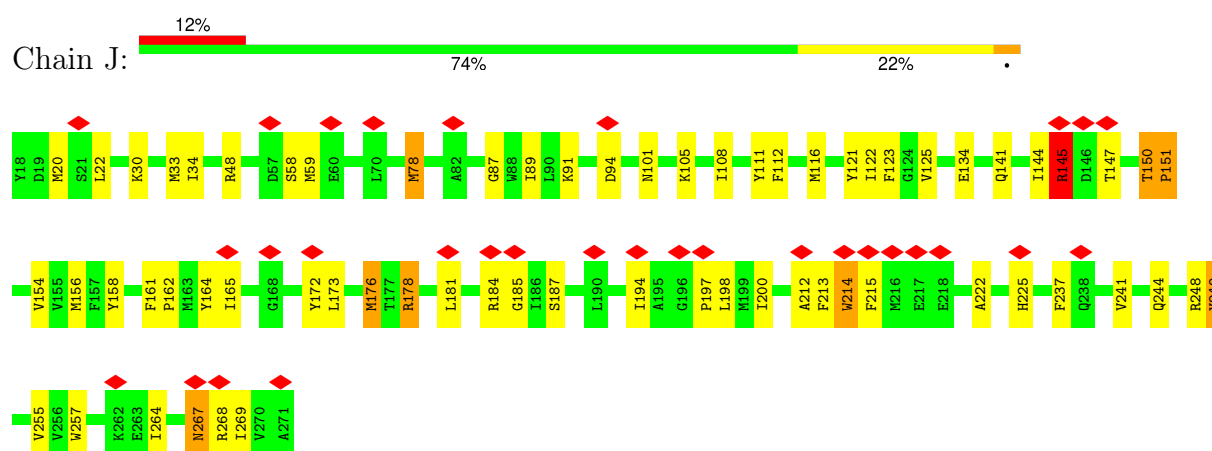 12%
Chain J:
74% 22% •
Y18 D19 M20 S21 L22 K30 M33 I34 R48 D57 S58 M59 E60 L70 M78 A82 G87 W88 I89 L90 K91 D94 N101 K105 I108 Y111 F112 M116 Y121 I122 F123 G124 V125 E134 Q141 I144 R145 D146 T147 T150 P151
V154 V155 M156 F157 Y158 F161 P162 M163 Y164 I165 G168 Y172 L173 M176 T177 R178 L181 R184 G185 I186 S187 L190 I194 A195 G196 P197 L198 M199 I200 A212 F213 W214 F215 M216 E217 E218 A222 H225 F237 Q238 V241 Q244 R248
V255 V256 W257 K262 E263 I264 N267 R268 I269 V270 A271